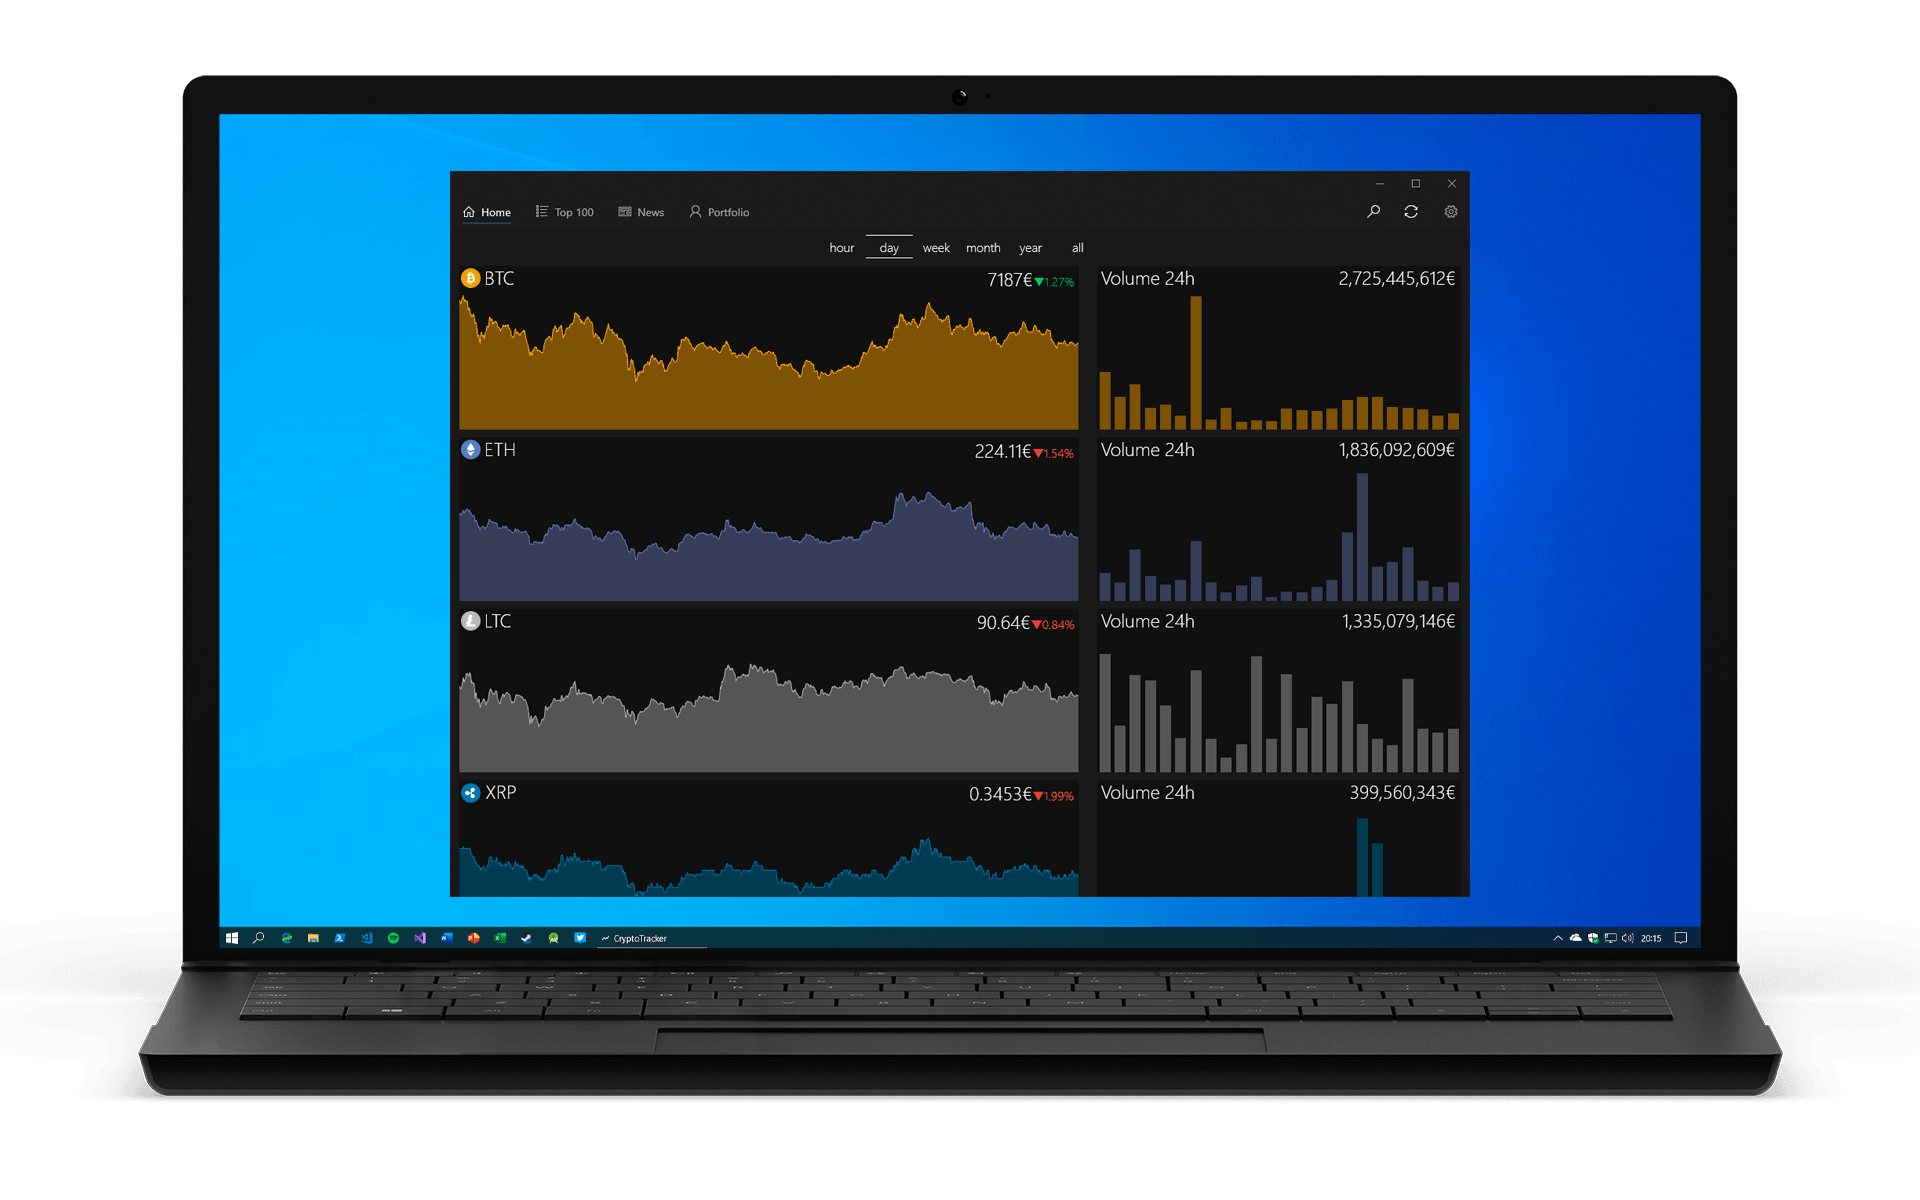 Home Top 100 News Portfolio
hour day week month year all
BTC 7187€▼1.27% Volume 24h 2,725,445,612€
ETH 224.11€▼1.54% Volume 24h 1,836,092,609€
LTC 90.64€▼0.84% Volume 24h 1,335,079,146€
XRP 0.3453€▼1.99% Volume 24h 399,560,343€
CryptoTracker 20:15